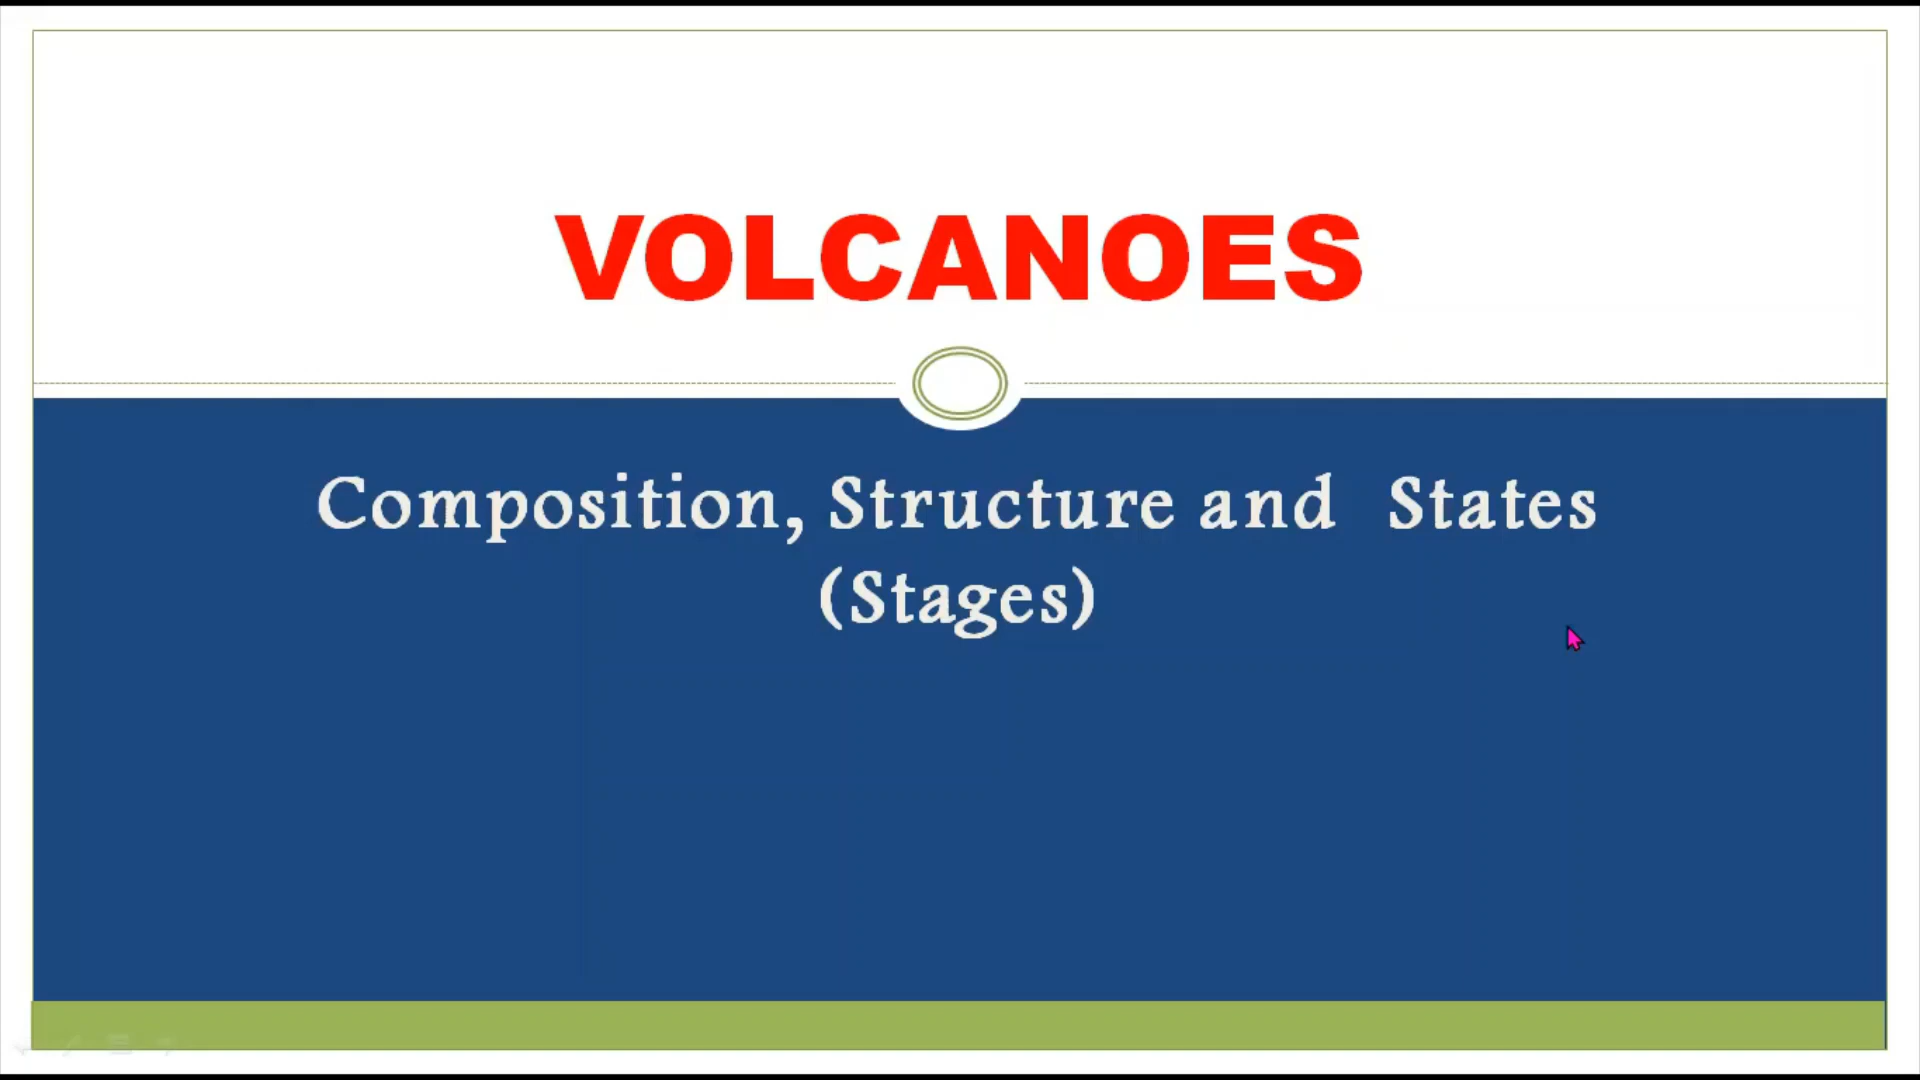 VOLCANOES
Composition, Structure and States
(Stages)